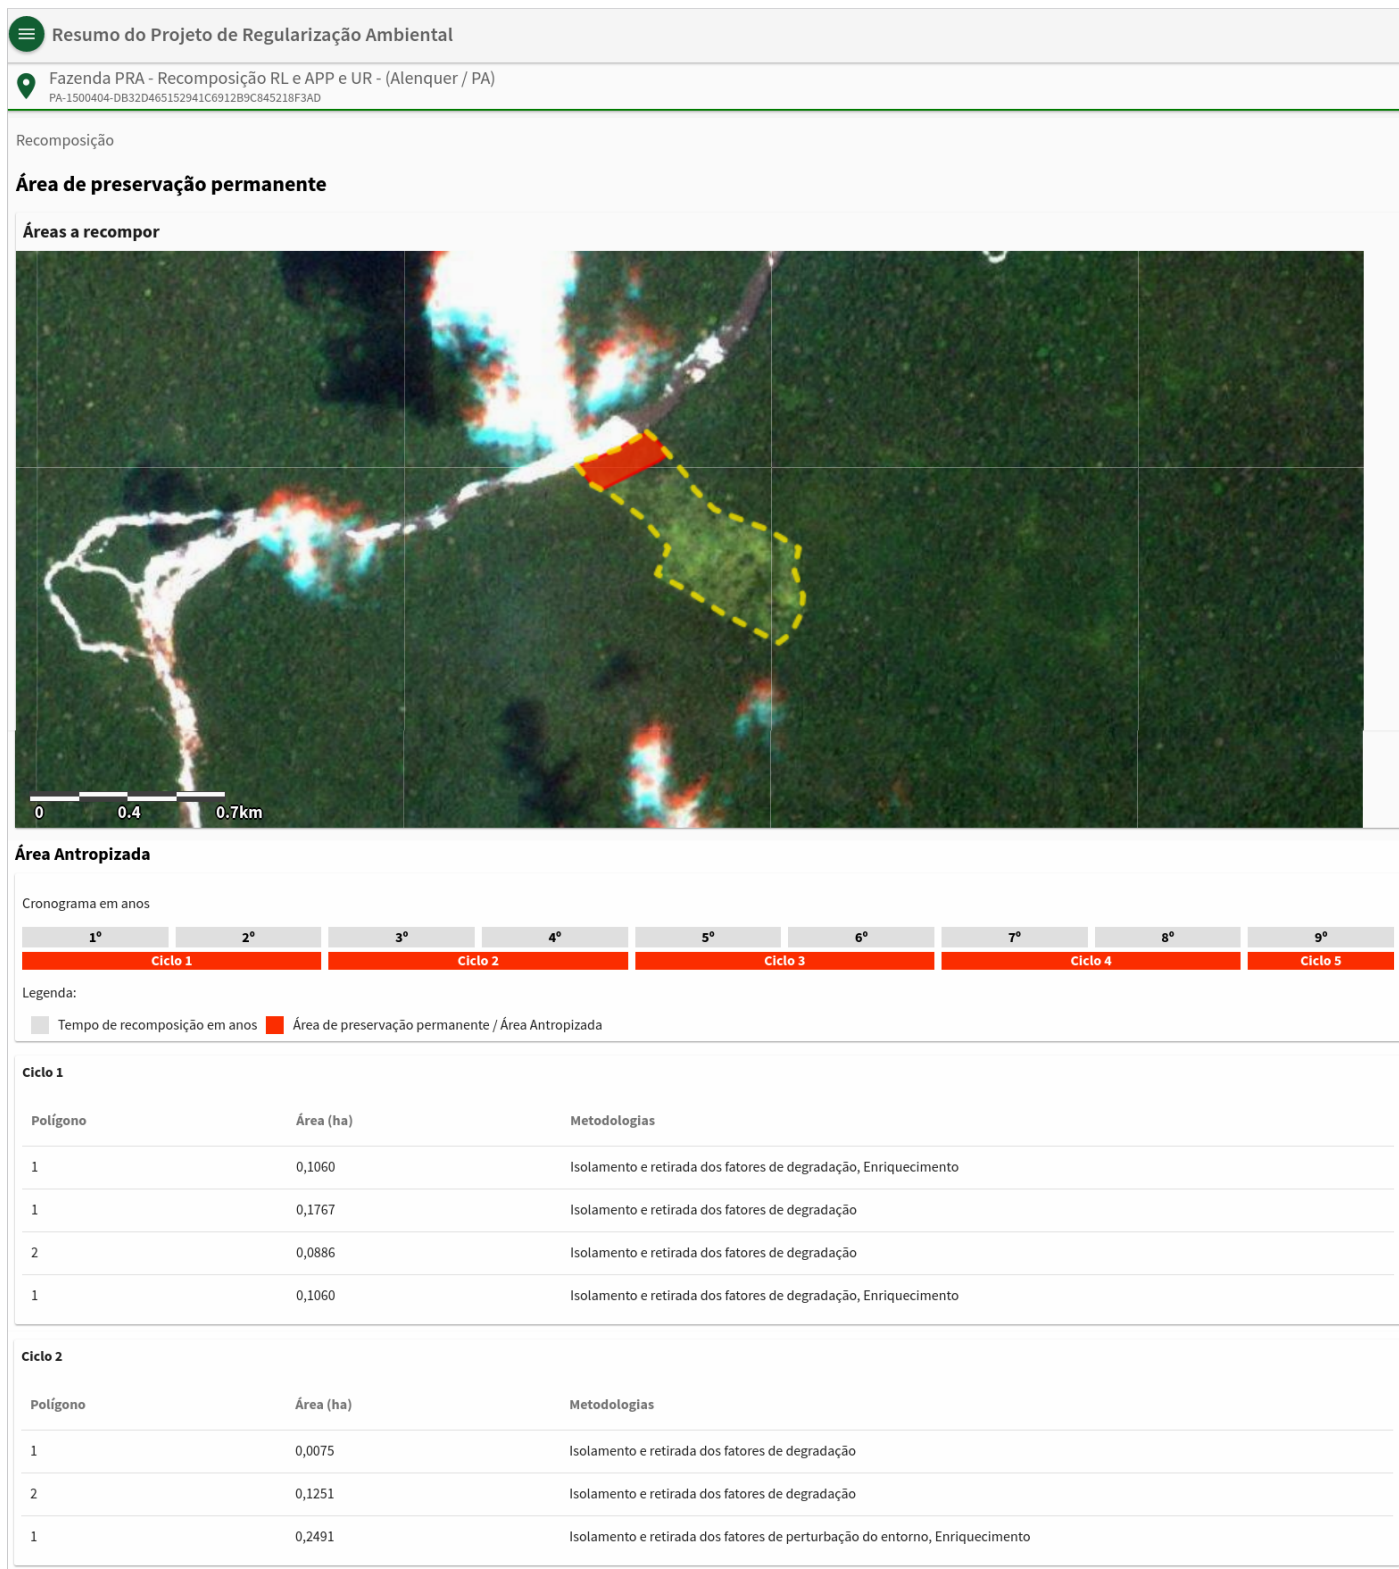 Resumo do Projeto de Regularização Ambiental
Fazenda PRA - Recomposição RL e APP e UR - (Alenquer / PA)
PA-1500404-DB32D465152941C6912B9C845218F3AD
Recomposição
Área de preservação permanente
Áreas a recompor
0 0.4 0.7km
Área Antropizada
Cronograma em anos
1º 2º 3º 4º 5º 6º 7º 8º 9º
Ciclo 1 Ciclo 2 Ciclo 3 Ciclo 4 Ciclo 5
Legenda:
Tempo de recomposição em anos Área de preservação permanente / Área Antropizada
Ciclo 1
Polígono Área (ha) Metodologias
1 0,1060 Isolamento e retirada dos fatores de degradação, Enriquecimento
1 0,1767 Isolamento e retirada dos fatores de degradação
2 0,0886 Isolamento e retirada dos fatores de degradação
1 0,1060 Isolamento e retirada dos fatores de degradação, Enriquecimento
Ciclo 2
Polígono Área (ha) Metodologias
1 0,0075 Isolamento e retirada dos fatores de degradação
2 0,1251 Isolamento e retirada dos fatores de degradação
1 0,2491 Isolamento e retirada dos fatores de perturbação do entorno, Enriquecimento